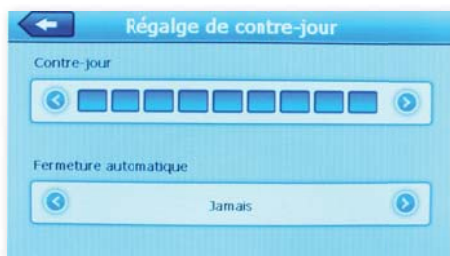 Régalge de contre-jour
Contre-jour
Fermeture automatique
Jamais